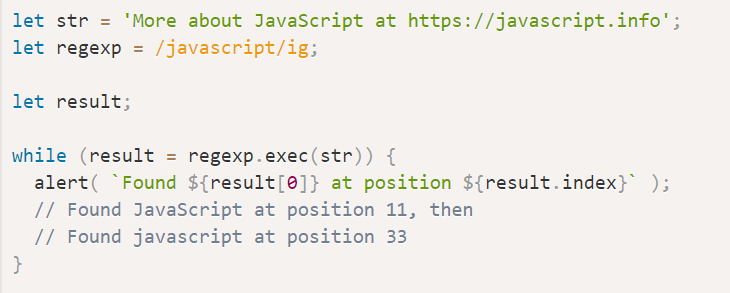 let str = 'More about JavaScript at https://javascript.info';
let regexp = /javascript/ig;
let result;
while (result = regexp.exec(str)) {
  alert( `Found ${result[0]} at position ${result.index}` );
  // Found JavaScript at position 11, then
  // Found javascript at position 33
}